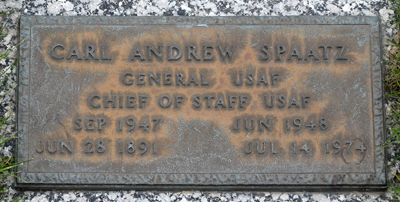 CARL ANDREW SPAATZ
GENERAL USAF
CHIEF OF STAFF USAF
SEP 1947 JUN 1948
JUN 28 1891 JUL 14 1974